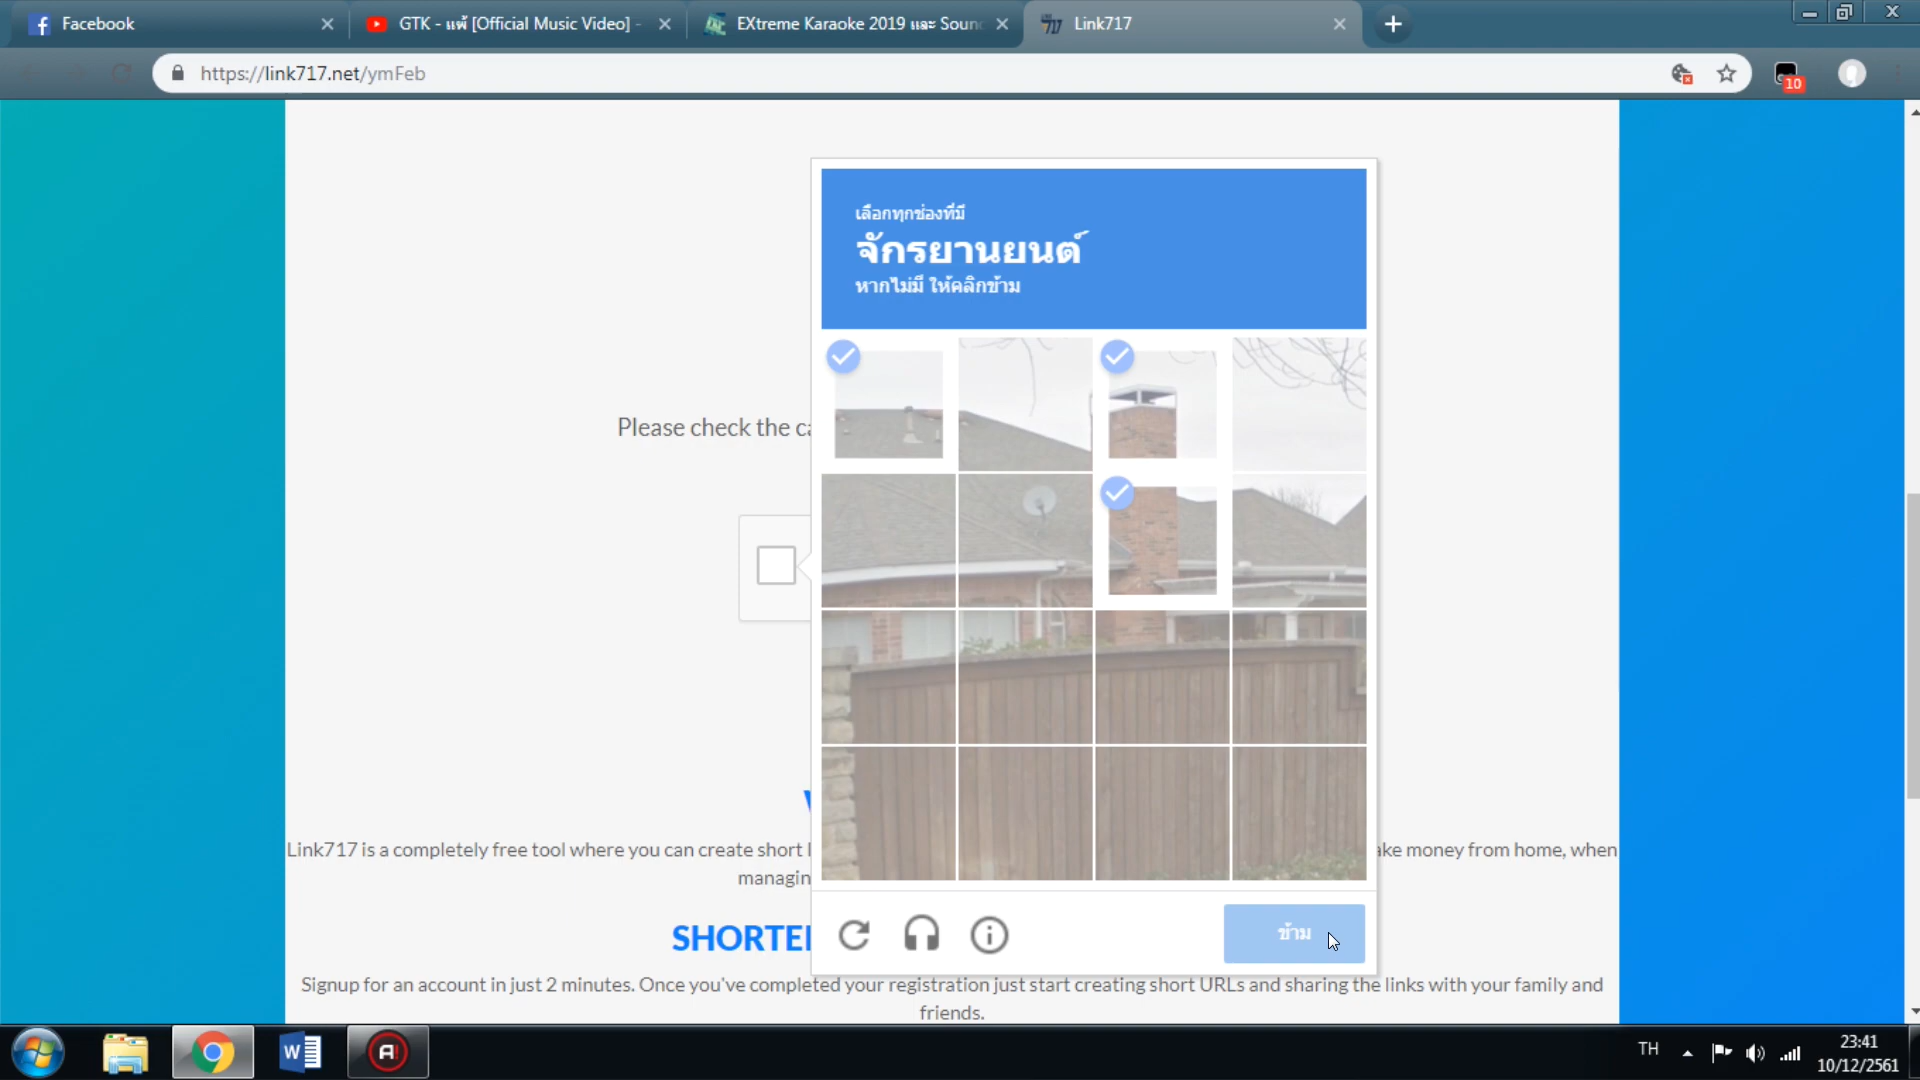 Facebook
GTK - แพ้ [Official Music Video] -
EXtreme Karaoke 2019 และ Soun
Link717
https://link717.net/ymFeb
10
เลือกทุกช่องที่มี
จักรยานยนต์
หากไม่มี ให้คลิกข้าม
Please check the ca
Link717 is a completely free tool where you can create short l
ake money from home, when
managin
SHORTE
ข้าม
Signup for an account in just 2 minutes. Once you've completed your registration just start creating short URLs and sharing the links with your family and
friends.
TH
23:41
10/12/2561